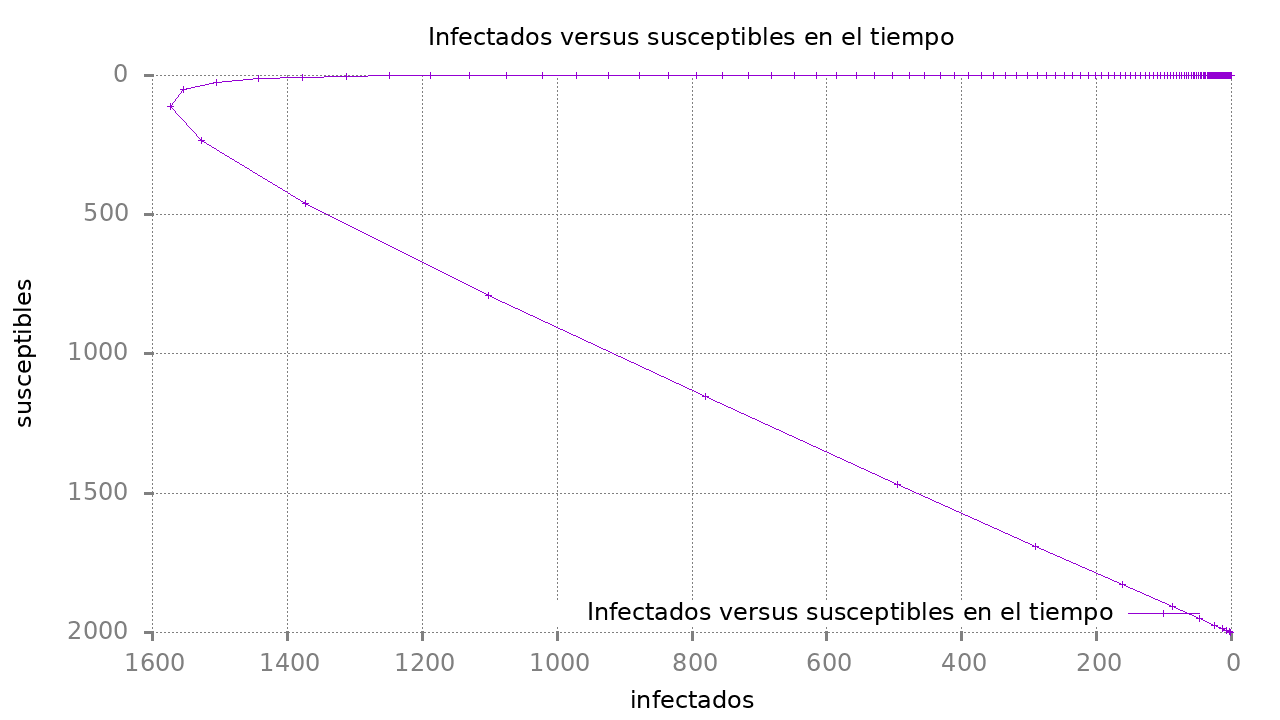 Infectados versus susceptibles en el tiempo
0
500
1000
1500
2000
susceptibles
Infectados versus susceptibles en el tiempo
1600 1400 1200 1000 800 600 400 200 0
infectados